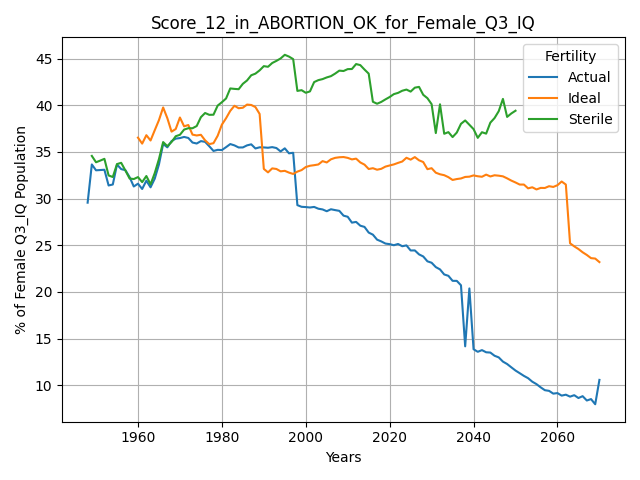 Score_12_in_ABORTION_OK_for_Female_Q3_IQ
% of Female Q3_IQ Population
45
40
35
30
25
20
15
10
Fertility
Actual
Ideal
Sterile
1960 1980 2000 2020 2040 2060
Years